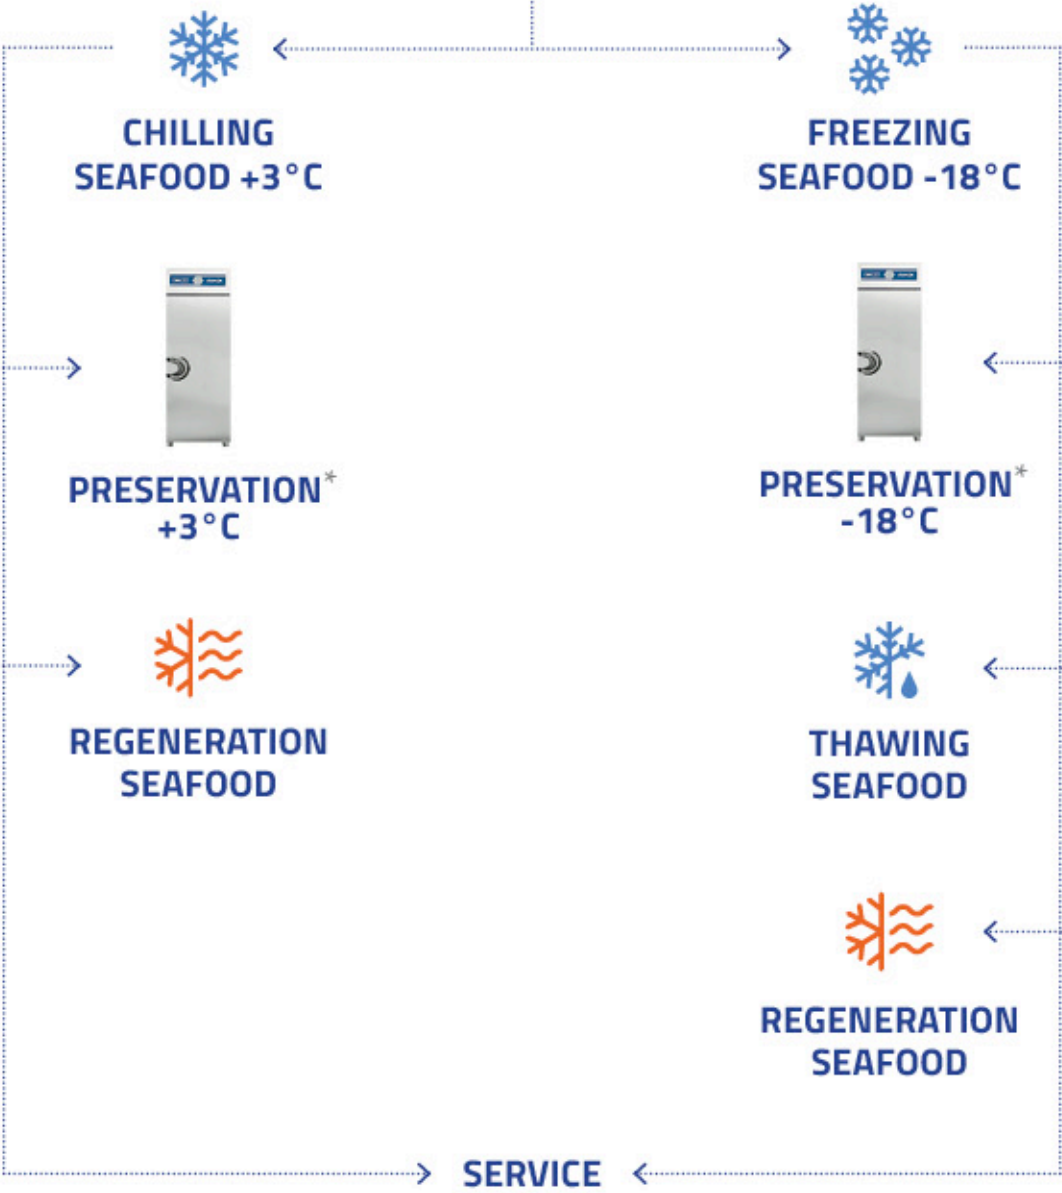 CHILLING
SEAFOOD +3°C
FREEZING
SEAFOOD -18°C
PRESERVATION*
+3°C
PRESERVATION*
-18°C
REGENERATION
SEAFOOD
THAWING
SEAFOOD
REGENERATION
SEAFOOD
SERVICE